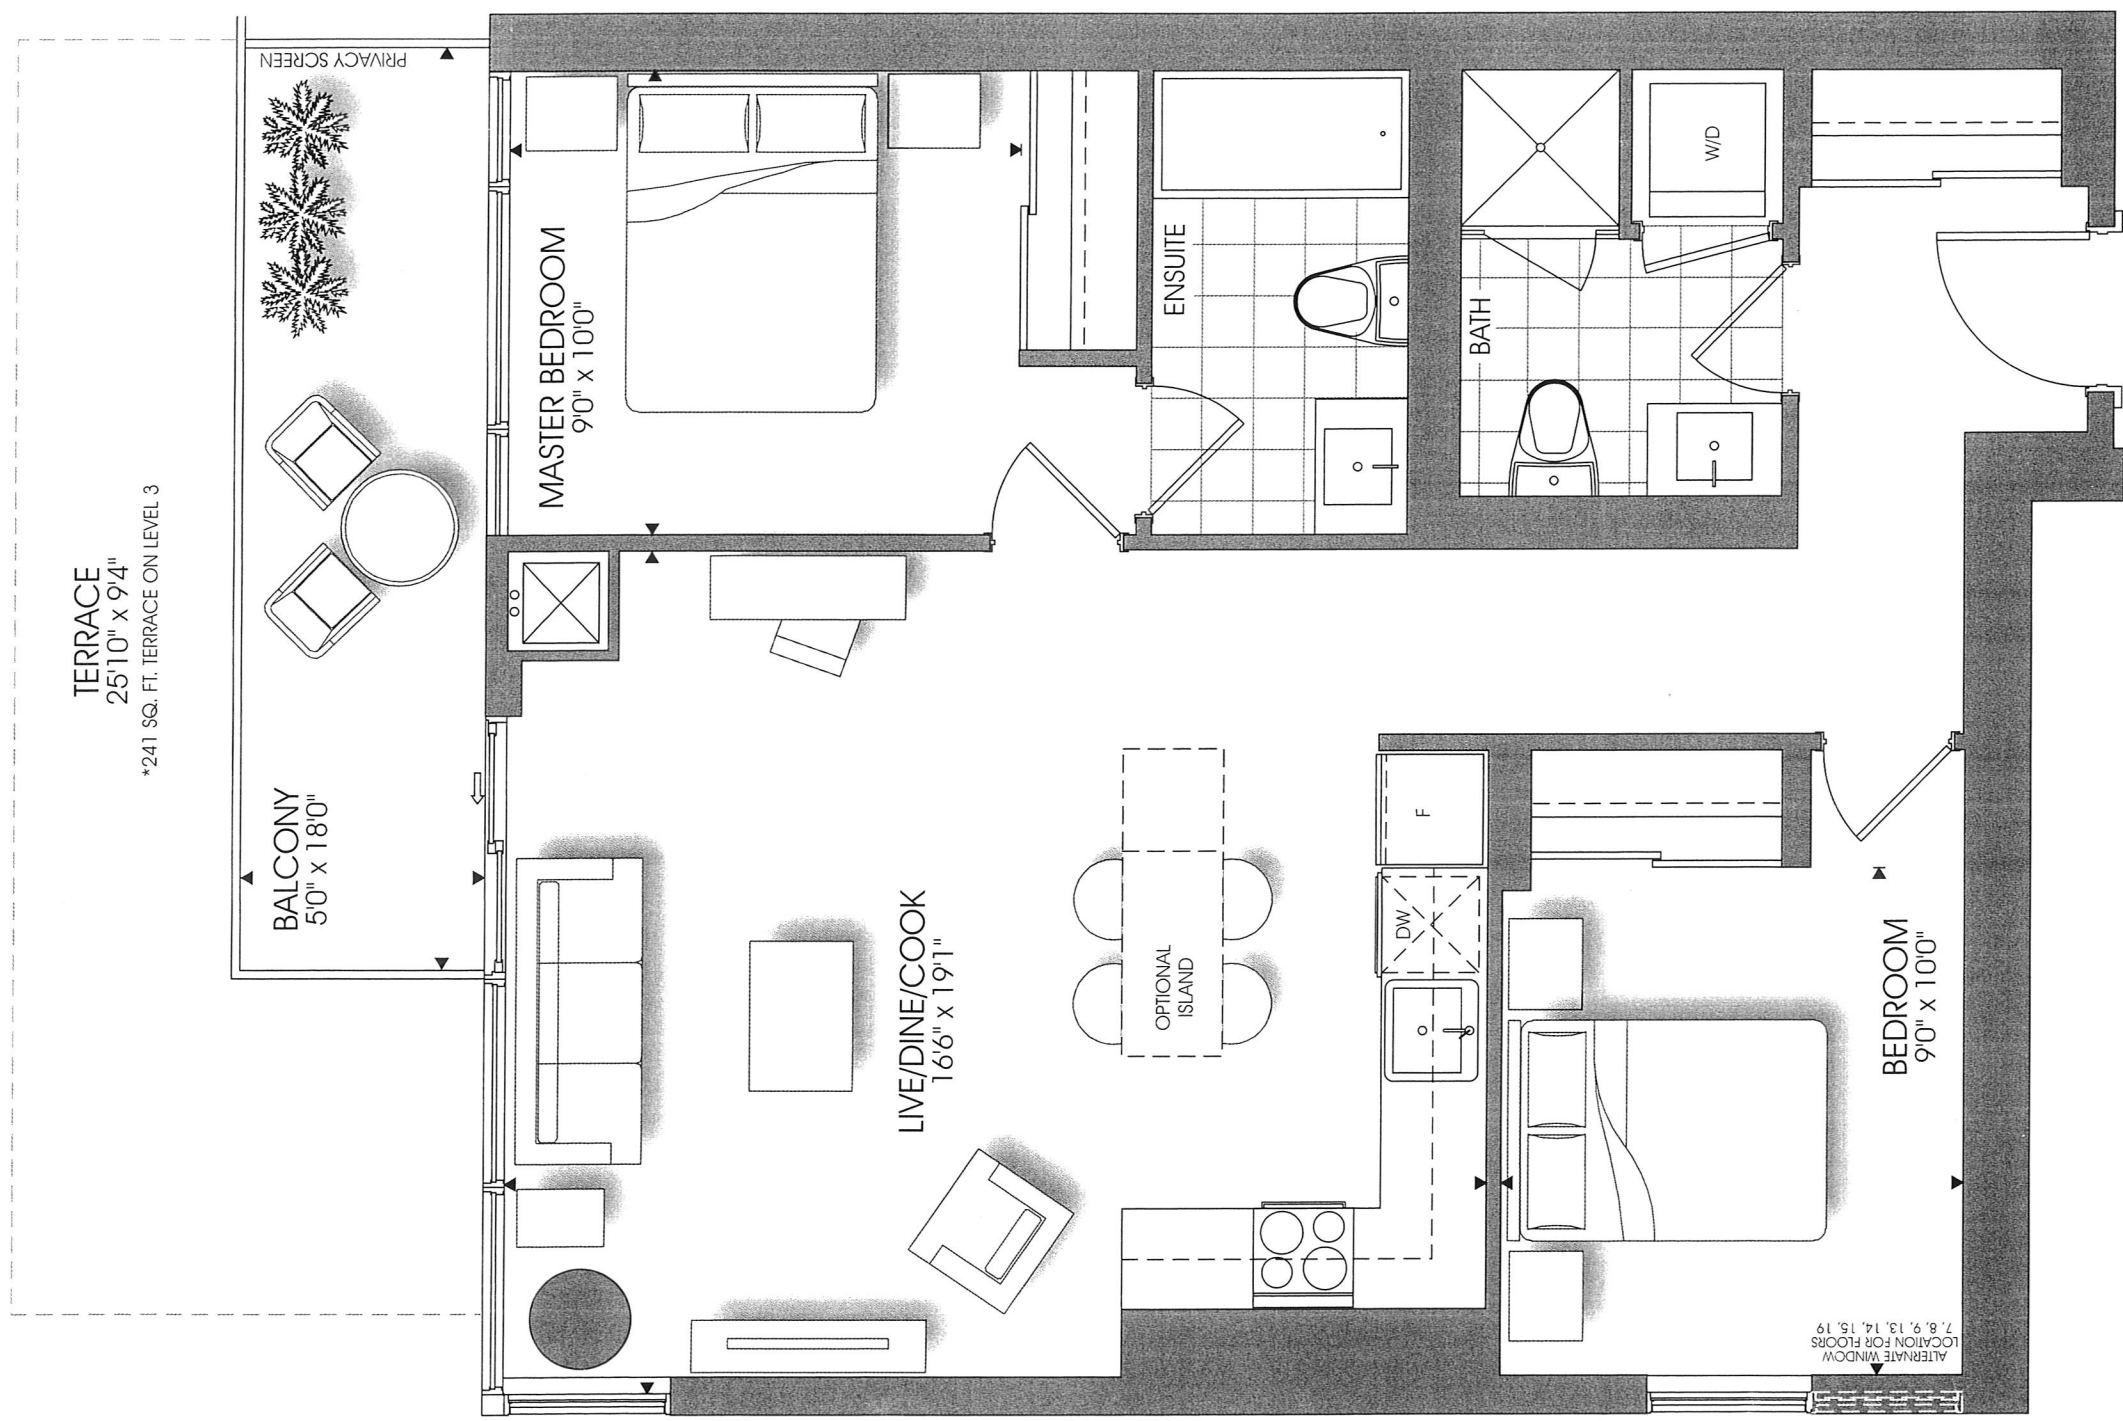 TERRACE
25'10" x 9'4"
*241 SQ. FT. TERRACE ON LEVEL 3
PRIVACY SCREEN
BALCONY
5'0" x 18'0"
MASTER BEDROOM
9'0" x 10'0"
ENSUITE
BATH
W/D
LIVE/DINE/COOK
16'6" x 19'1"
OPTIONAL
ISLAND
F
DW
BEDROOM
9'0" x 10'0"
ALTERNATE WINDOW
LOCATION FOR FLOORS
7, 8, 9, 13, 14, 15, 19